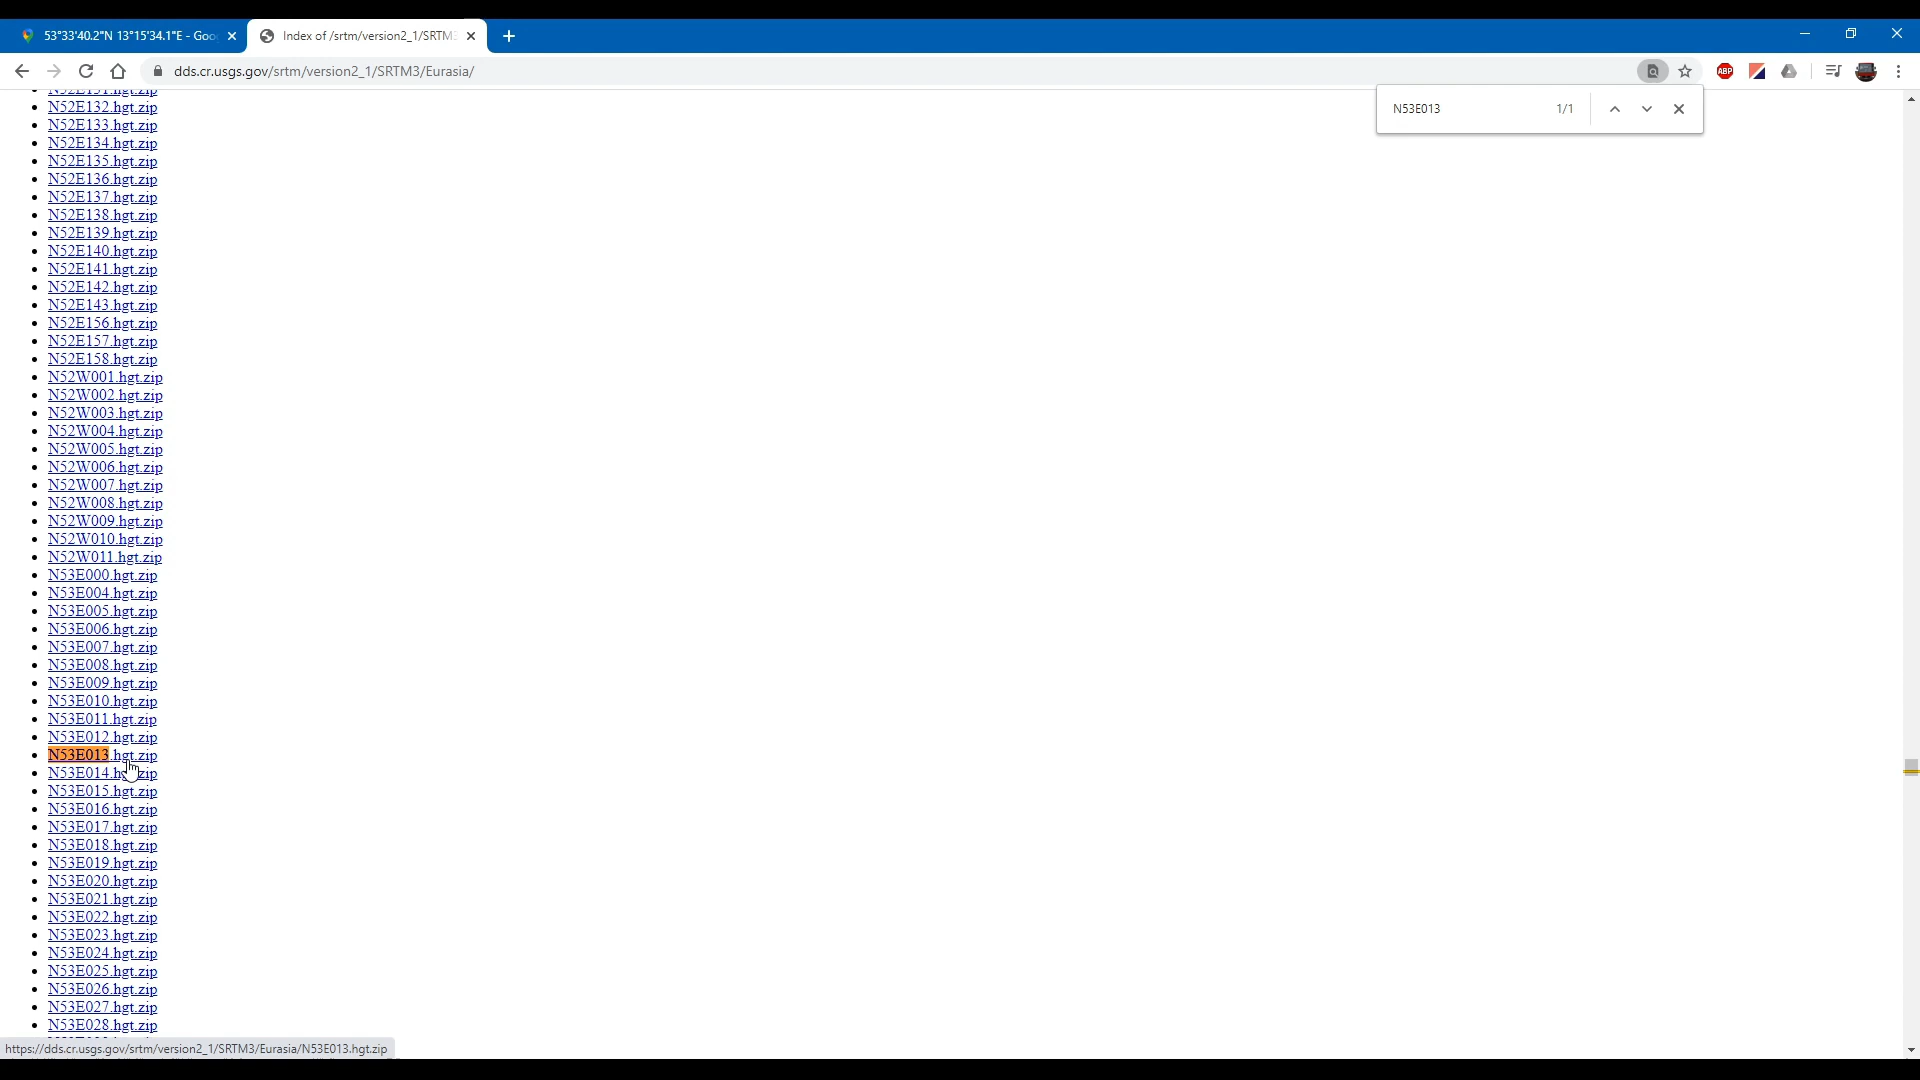 53°33'40.2"N 13°15'34.1"E - Goo
Index of /srtm/version2_1/SRTM3
dds.cr.usgs.gov/srtm/version2_1/SRTM3/Eurasia/
ABP
N53E013 1/1
N52E131.hgt.zip
N52E132.hgt.zip
N52E133.hgt.zip
N52E134.hgt.zip
N52E135.hgt.zip
N52E136.hgt.zip
N52E137.hgt.zip
N52E138.hgt.zip
N52E139.hgt.zip
N52E140.hgt.zip
N52E141.hgt.zip
N52E142.hgt.zip
N52E143.hgt.zip
N52E156.hgt.zip
N52E157.hgt.zip
N52E158.hgt.zip
N52W001.hgt.zip
N52W002.hgt.zip
N52W003.hgt.zip
N52W004.hgt.zip
N52W005.hgt.zip
N52W006.hgt.zip
N52W007.hgt.zip
N52W008.hgt.zip
N52W009.hgt.zip
N52W010.hgt.zip
N52W011.hgt.zip
N53E000.hgt.zip
N53E004.hgt.zip
N53E005.hgt.zip
N53E006.hgt.zip
N53E007.hgt.zip
N53E008.hgt.zip
N53E009.hgt.zip
N53E010.hgt.zip
N53E011.hgt.zip
N53E012.hgt.zip
N53E013.hgt.zip
N53E014.hgt.zip
N53E015.hgt.zip
N53E016.hgt.zip
N53E017.hgt.zip
N53E018.hgt.zip
N53E019.hgt.zip
N53E020.hgt.zip
N53E021.hgt.zip
N53E022.hgt.zip
N53E023.hgt.zip
N53E024.hgt.zip
N53E025.hgt.zip
N53E026.hgt.zip
N53E027.hgt.zip
N53E028.hgt.zip
https://dds.cr.usgs.gov/srtm/version2_1/SRTM3/Eurasia/N53E013.hgt.zip